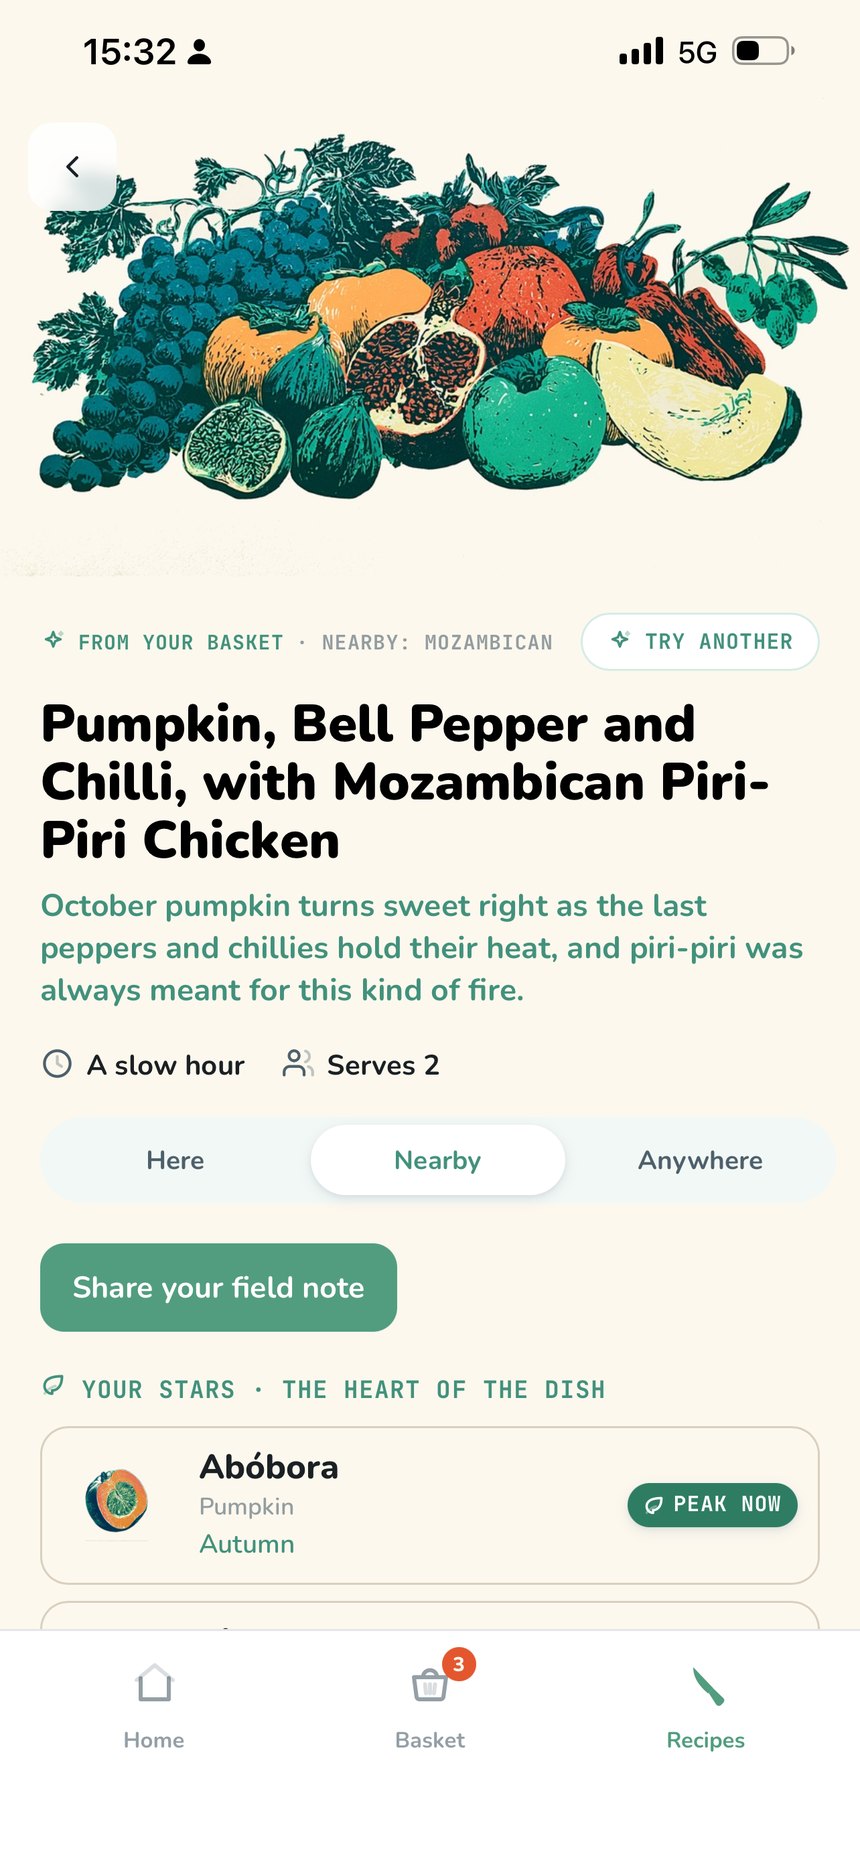 15:32
5G
FROM YOUR BASKET · NEARBY: MOZAMBICAN
TRY ANOTHER
Pumpkin, Bell Pepper and
Chilli, with Mozambican Piri-
Piri Chicken
October pumpkin turns sweet right as the last
peppers and chillies hold their heat, and piri-piri was
always meant for this kind of fire.
A slow hour
Serves 2
Here
Nearby
Anywhere
Share your field note
YOUR STARS · THE HEART OF THE DISH
Abóbora
Pumpkin
Autumn
PEAK NOW
3
Home
Basket
Recipes